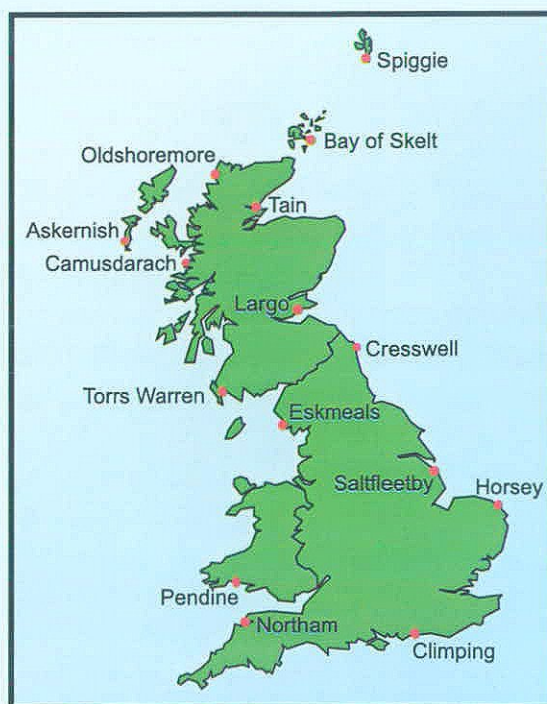 Spiggie
Bay of Skelt
Oldshoremore
Tain
Askernish
Camusdarach
Largo
Cresswell
Torrs Warren
Eskmeals
Saltfleetby
Horsey
Pendine
Northam
Climping